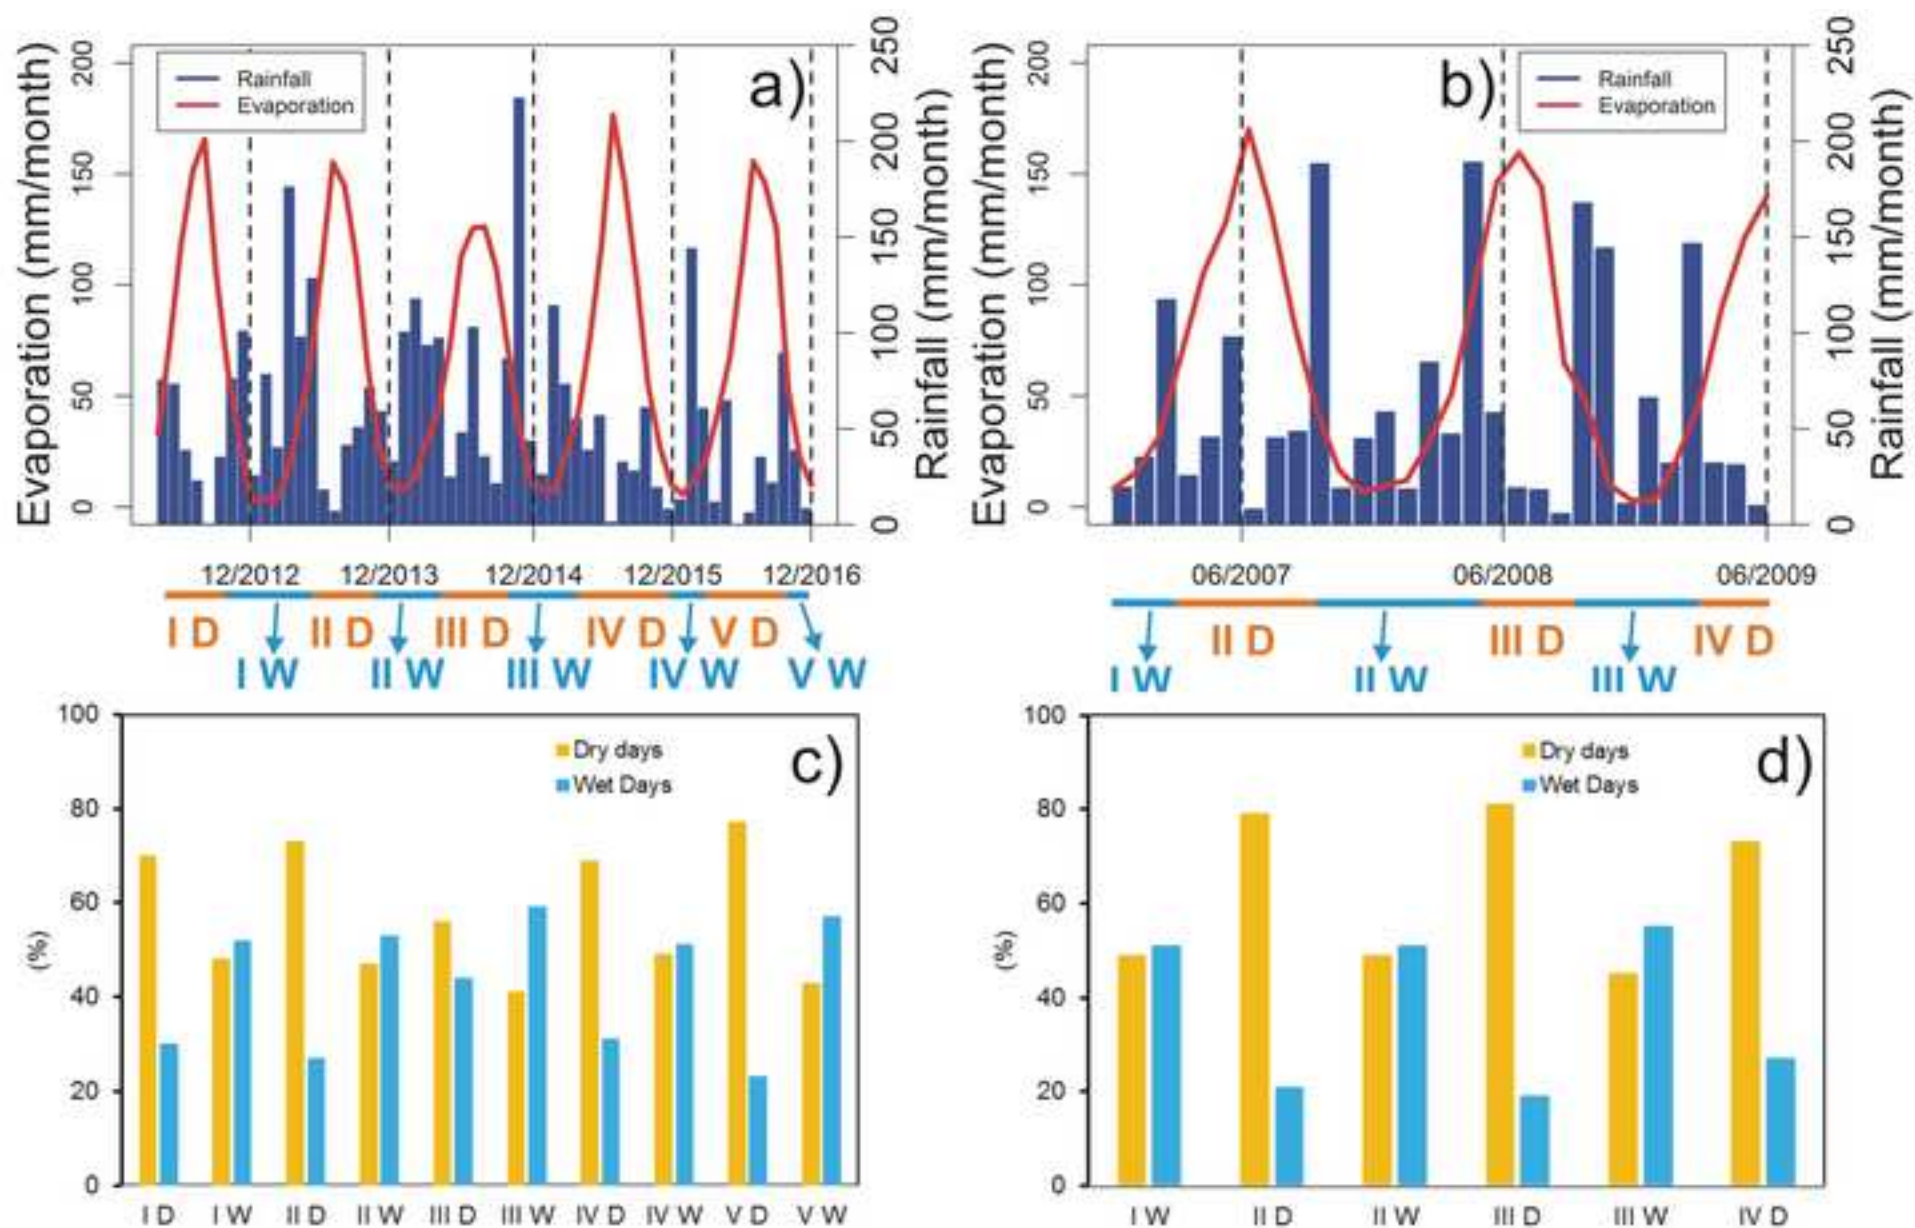 Evaporation (mm/month)
0 50 100 150 200
Rainfall
Evaporation
a)
0 50 100 150 200 250
Rainfall (mm/month)
12/2012 12/2013 12/2014 12/2015 12/2016
I D II D III D IV D V D
I W II W III W IV W V W
Evaporation (mm/month)
0 50 100 150 200
b)
Rainfall
Evaporation
0 50 100 150 200 250
Rainfall (mm/month)
06/2007 06/2008 06/2009
II D III D IV D
I W II W III W
100
80
60
40
20
0
(%)
Dry days
Wet Days
c)
I D I W II D II W III D III W IV D IV W V D V W
100
80
60
40
20
0
(%)
Dry days
Wet Days
d)
I W II D II W III D III W IV D